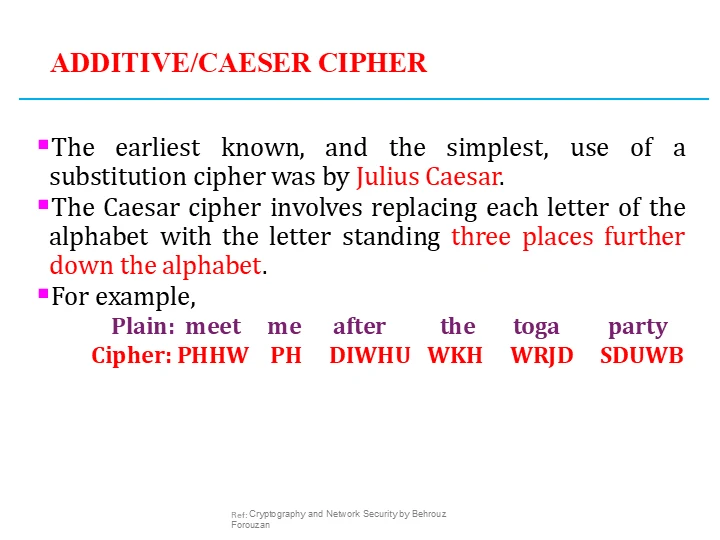 ADDITIVE/CAESER CIPHER
▪The earliest known, and the simplest, use of a
substitution cipher was by Julius Caesar.
▪The Caesar cipher involves replacing each letter of the
alphabet with the letter standing three places further
down the alphabet.
▪For example,
Plain: meet me after the toga party
Cipher: PHHW PH DIWHU WKH WRJD SDUWB
Ref: Cryptography and Network Security by Behrouz
Forouzan